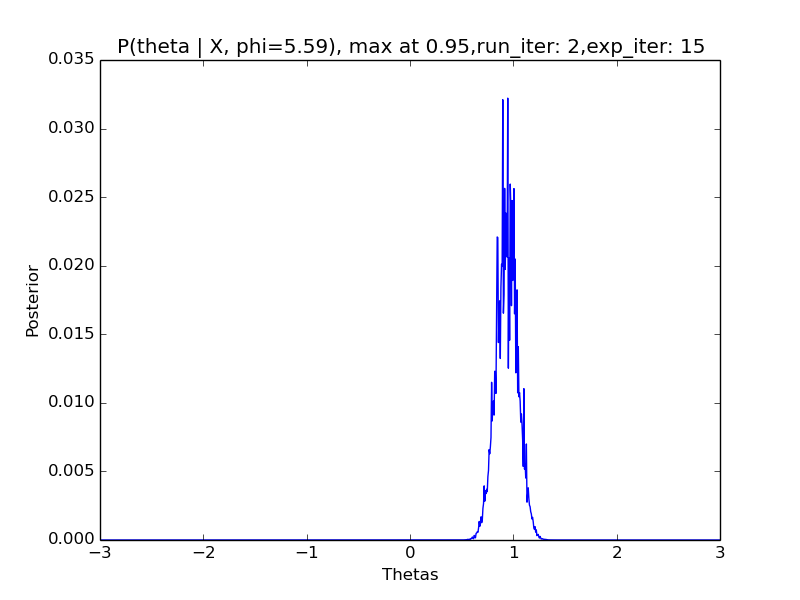 P(theta | X, phi=5.59), max at 0.95,run_iter: 2,exp_iter: 15
0.035
0.030
0.025
0.020
0.015
0.010
0.005
0.000
Posterior
−3 −2 −1 0 1 2 3
Thetas